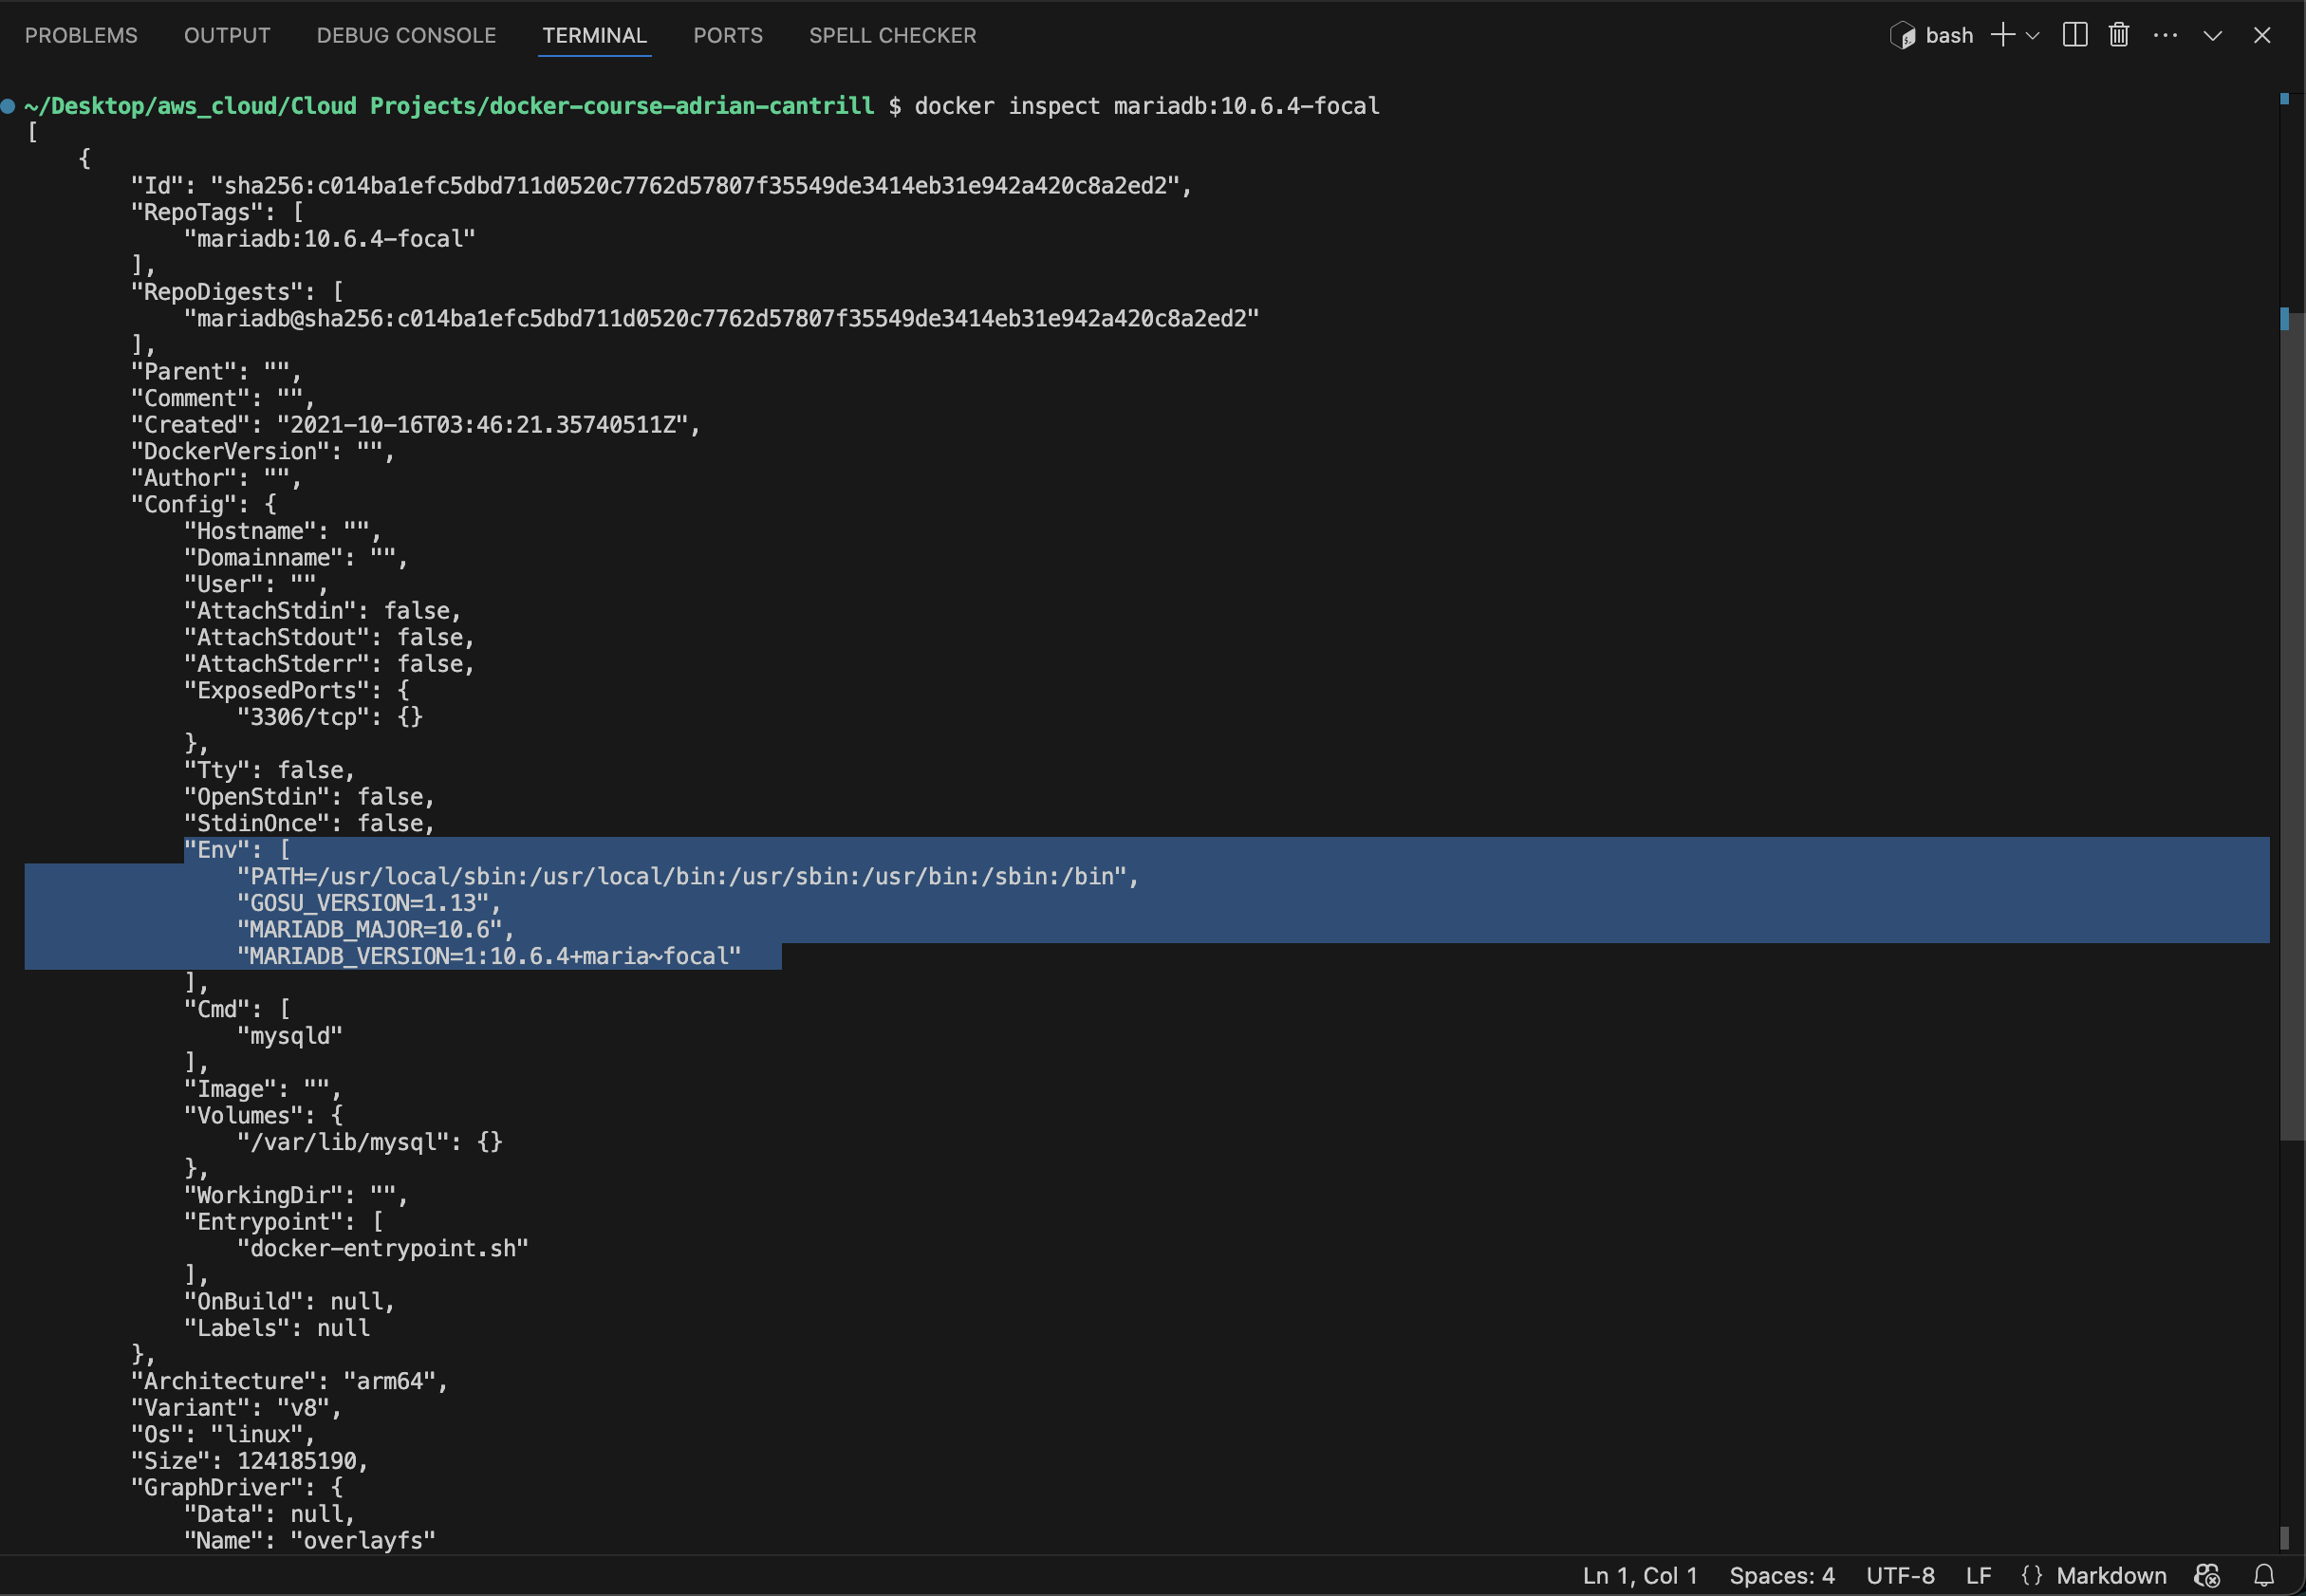 PROBLEMS OUTPUT DEBUG CONSOLE TERMINAL PORTS SPELL CHECKER bash
~/Desktop/aws_cloud/Cloud Projects/docker-course-adrian-cantrill $ docker inspect mariadb:10.6.4-focal
[
    {
        "Id": "sha256:c014ba1efc5dbd711d0520c7762d57807f35549de3414eb31e942a420c8a2ed2",
        "RepoTags": [
            "mariadb:10.6.4-focal"
        ],
        "RepoDigests": [
            "mariadb@sha256:c014ba1efc5dbd711d0520c7762d57807f35549de3414eb31e942a420c8a2ed2"
        ],
        "Parent": "",
        "Comment": "",
        "Created": "2021-10-16T03:46:21.35740511Z",
        "DockerVersion": "",
        "Author": "",
        "Config": {
            "Hostname": "",
            "Domainname": "",
            "User": "",
            "AttachStdin": false,
            "AttachStdout": false,
            "AttachStderr": false,
            "ExposedPorts": {
                "3306/tcp": {}
            },
            "Tty": false,
            "OpenStdin": false,
            "StdinOnce": false,
            "Env": [
                "PATH=/usr/local/sbin:/usr/local/bin:/usr/sbin:/usr/bin:/sbin:/bin",
                "GOSU_VERSION=1.13",
                "MARIADB_MAJOR=10.6",
                "MARIADB_VERSION=1:10.6.4+maria~focal"
            ],
            "Cmd": [
                "mysqld"
            ],
            "Image": "",
            "Volumes": {
                "/var/lib/mysql": {}
            },
            "WorkingDir": "",
            "Entrypoint": [
                "docker-entrypoint.sh"
            ],
            "OnBuild": null,
            "Labels": null
        },
        "Architecture": "arm64",
        "Variant": "v8",
        "Os": "linux",
        "Size": 124185190,
        "GraphDriver": {
            "Data": null,
            "Name": "overlayfs"
Ln 1, Col 1 Spaces: 4 UTF-8 LF {} Markdown